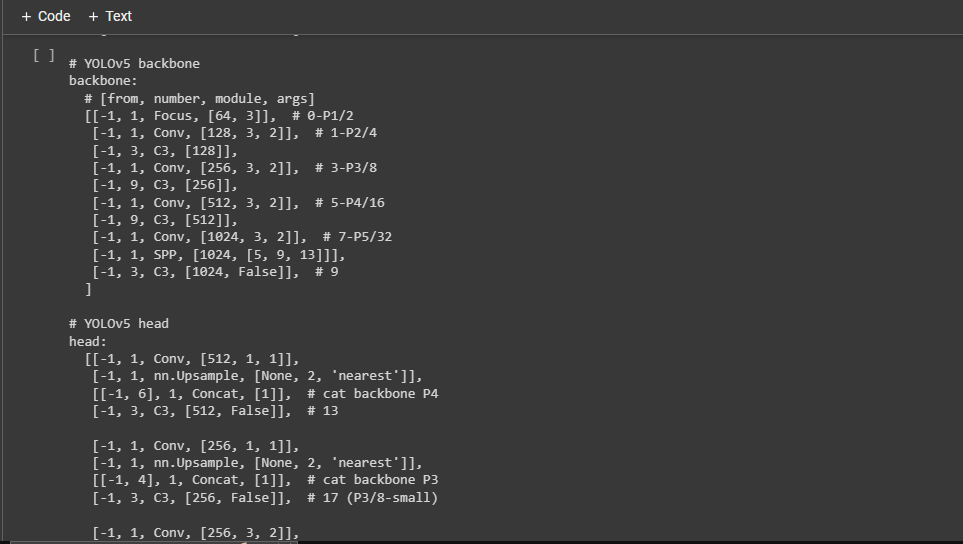 + Code + Text
[ ]
# YOLOv5 backbone
backbone:
  # [from, number, module, args]
  [[-1, 1, Focus, [64, 3]],  # 0-P1/2
   [-1, 1, Conv, [128, 3, 2]],  # 1-P2/4
   [-1, 3, C3, [128]],
   [-1, 1, Conv, [256, 3, 2]],  # 3-P3/8
   [-1, 9, C3, [256]],
   [-1, 1, Conv, [512, 3, 2]],  # 5-P4/16
   [-1, 9, C3, [512]],
   [-1, 1, Conv, [1024, 3, 2]],  # 7-P5/32
   [-1, 1, SPP, [1024, [5, 9, 13]]],
   [-1, 3, C3, [1024, False]],  # 9
  ]
# YOLOv5 head
head:
  [[-1, 1, Conv, [512, 1, 1]],
   [-1, 1, nn.Upsample, [None, 2, 'nearest']],
   [[-1, 6], 1, Concat, [1]],  # cat backbone P4
   [-1, 3, C3, [512, False]],  # 13
   [-1, 1, Conv, [256, 1, 1]],
   [-1, 1, nn.Upsample, [None, 2, 'nearest']],
   [[-1, 4], 1, Concat, [1]],  # cat backbone P3
   [-1, 3, C3, [256, False]],  # 17 (P3/8-small)
   [-1, 1, Conv, [256, 3, 2]],